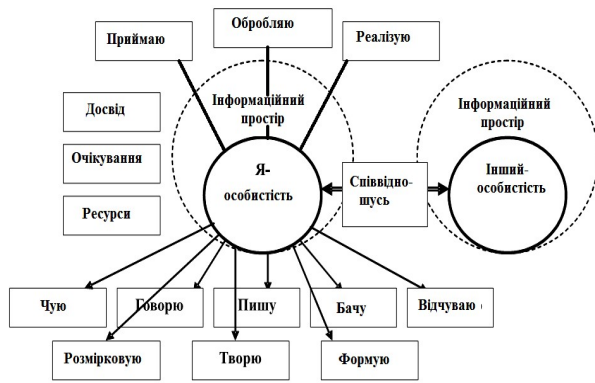 Приймаю
Обробляю
Реалізую
Інформаційний
простір
Інформаційний
простір
Досвід
Очікування
Ресурси
Я-
особистість
Співвідно-
шусь
Інший-
особистість
Чую
Говорю
Пишу
Бачу
Відчуваю
Розмірковую
Творю
Формую